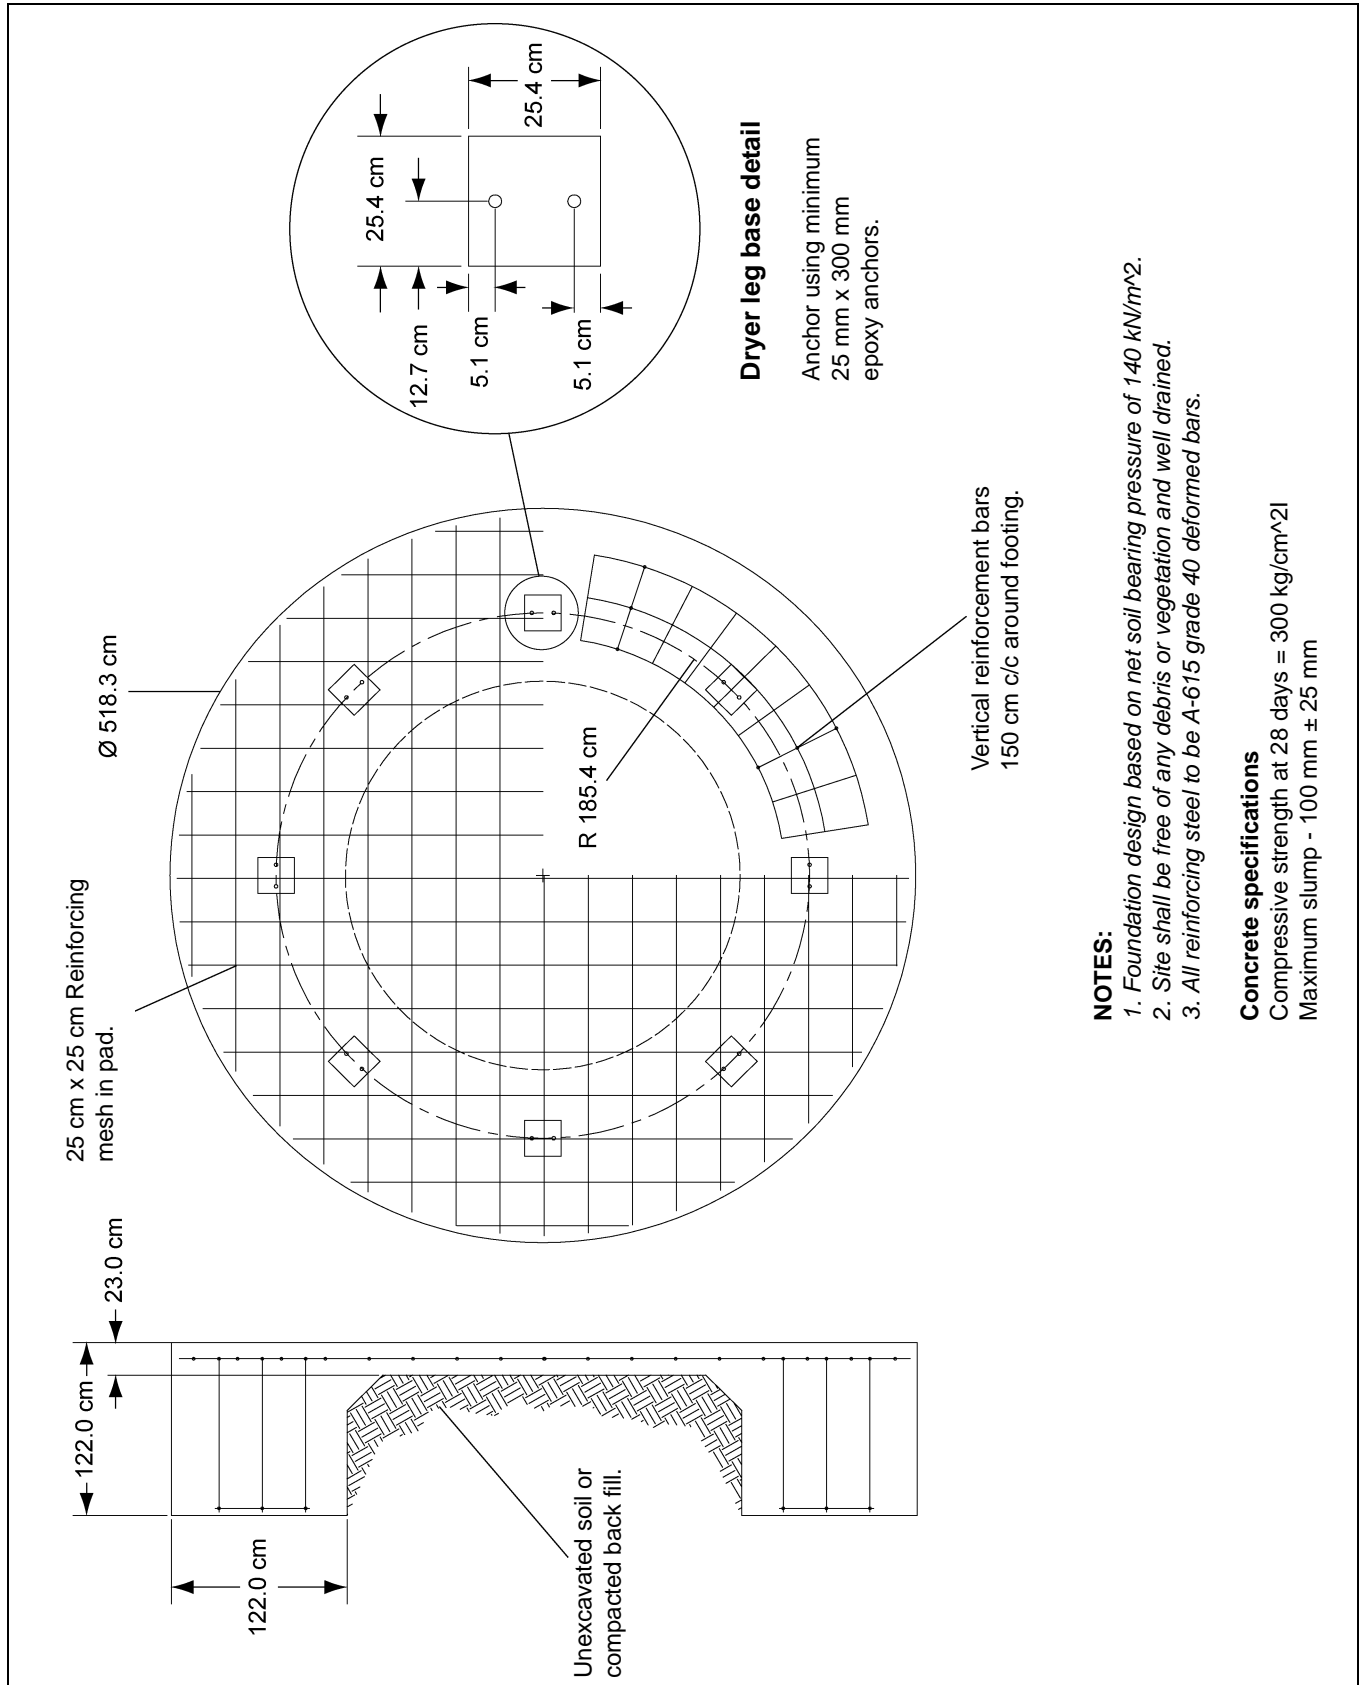 122.0 cm
23.0 cm
122.0 cm
Unexcavated soil or
compacted back fill.
25 cm x 25 cm Reinforcing
mesh in pad.
Ø 518.3 cm
R 185.4 cm
Vertical reinforcement bars
150 cm c/c around footing.
25.4 cm
25.4 cm
12.7 cm
5.1 cm
5.1 cm
Dryer leg base detail
Anchor using minimum
25 mm x 300 mm
epoxy anchors.
NOTES:
1. Foundation design based on net soil bearing pressure of 140 kN/m^2.
2. Site shall be free of any debris or vegetation and well drained.
3. All reinforcing steel to be A-615 grade 40 deformed bars.
Concrete specifications
Compressive strength at 28 days = 300 kg/cm^2l
Maximum slump - 100 mm ± 25 mm